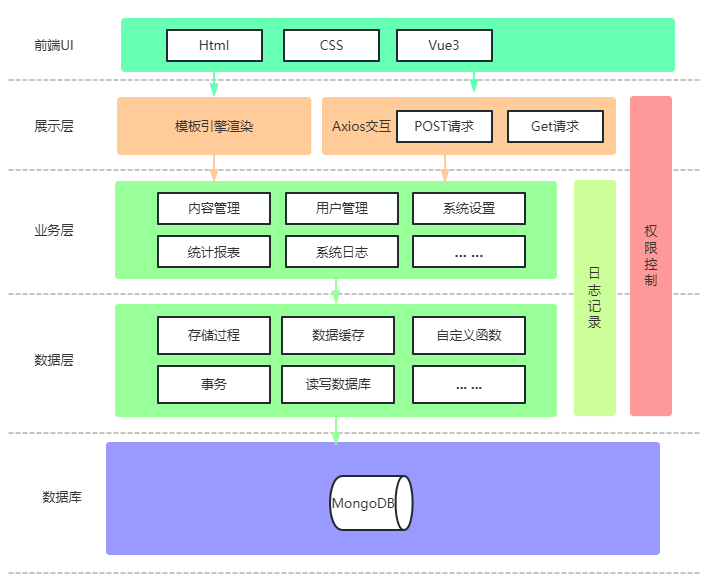 前端UI
Html
CSS
Vue3
展示层
模板引擎渲染
Axios交互
POST请求
Get请求
业务层
内容管理
用户管理
系统设置
统计报表
系统日志
... ...
日志记录
权限控制
数据层
存储过程
数据缓存
自定义函数
事务
读写数据库
... ...
数据库
MongoDB